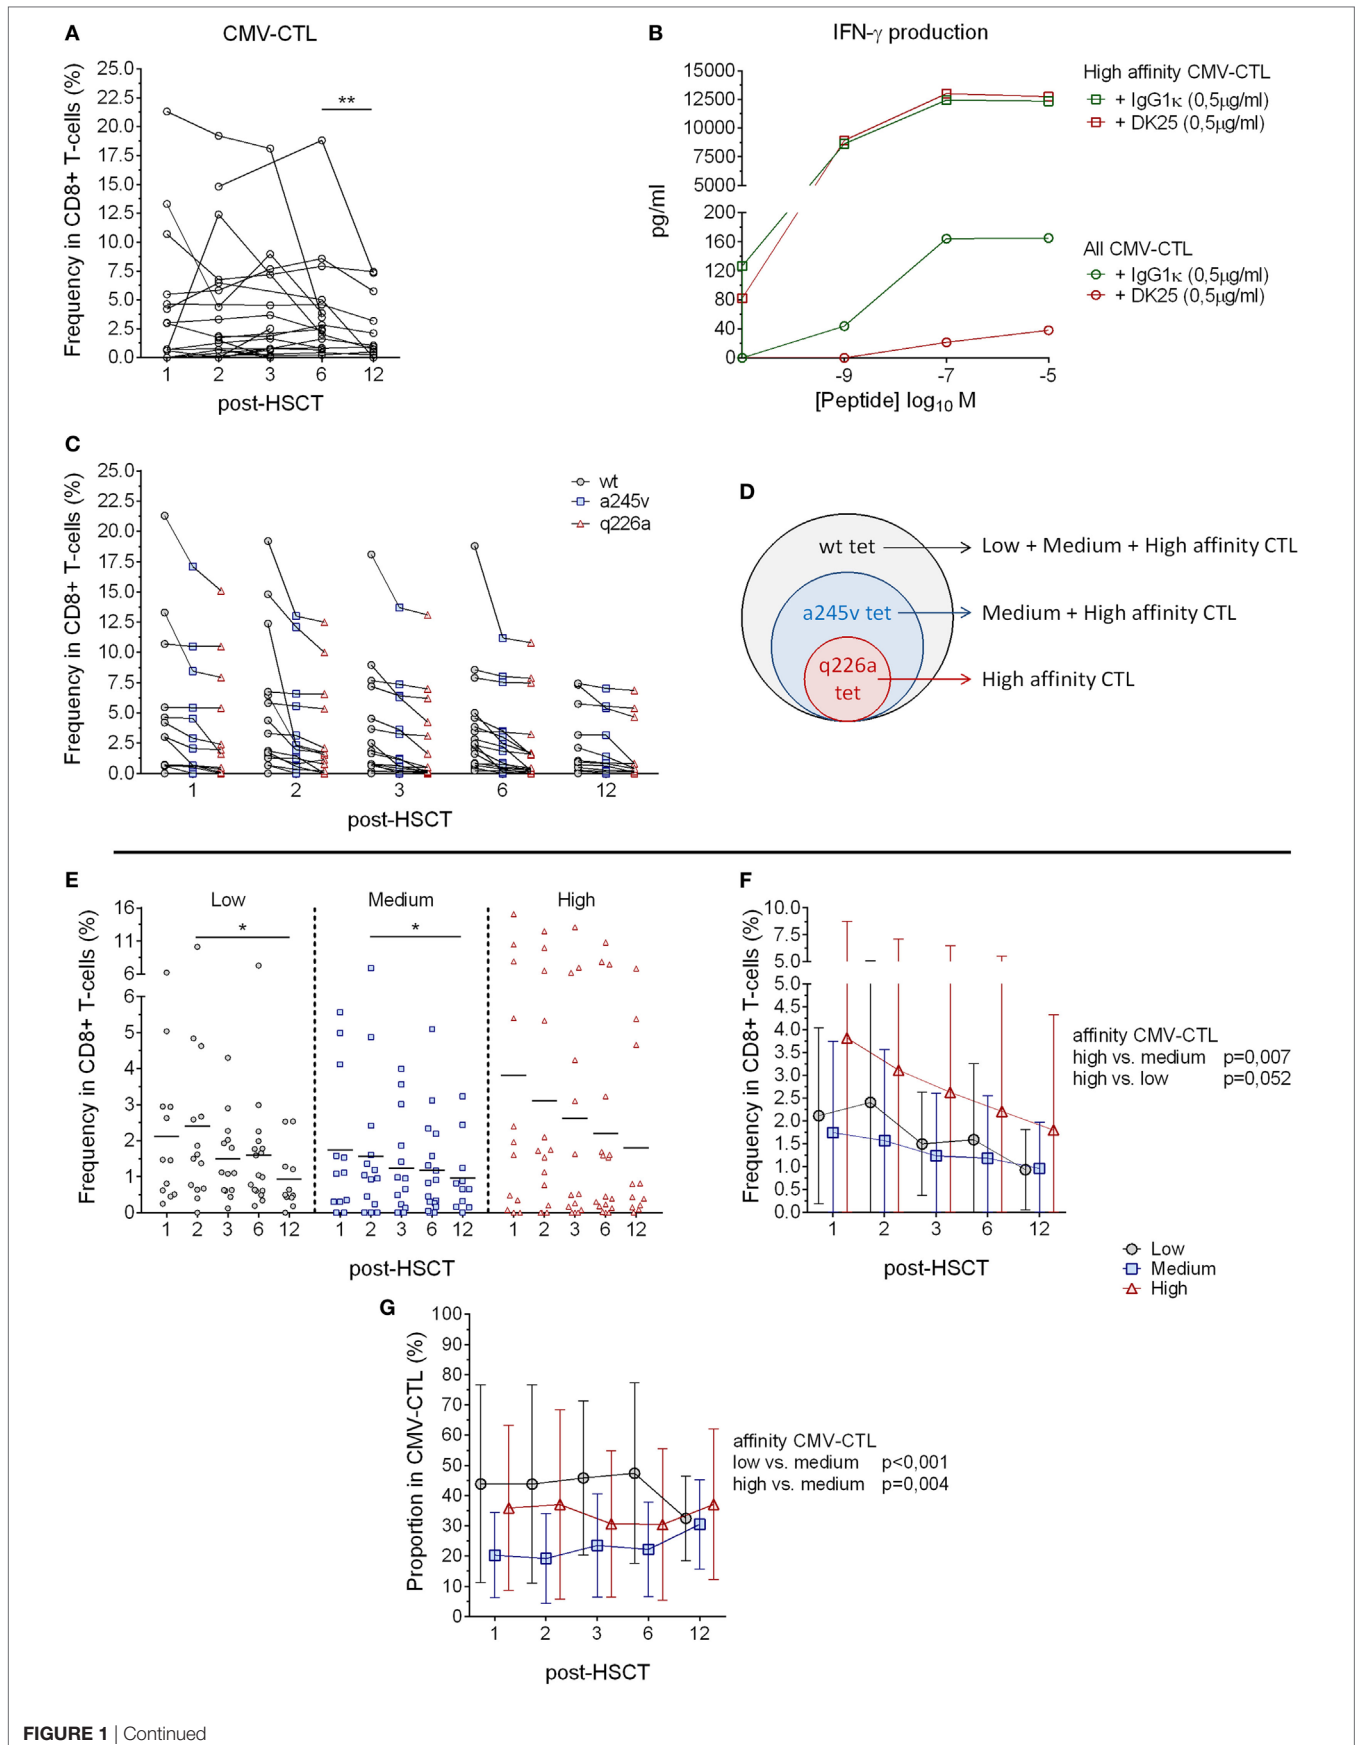 A
CMV-CTL
Frequency in CD8+ T-cells (%)
25.0
22.5
20.0
17.5
15.0
12.5
10.0
7.5
5.0
2.5
0.0
**
1 2 3 6 12
post-HSCT
B
IFN-γ production
pg/ml
15000
12500
10000
7500
5000
200
160
120
80
40
0
-9 -7 -5
[Peptide] log10 M
High affinity CMV-CTL
+ IgG1κ (0,5µg/ml)
+ DK25 (0,5µg/ml)
All CMV-CTL
+ IgG1κ (0,5µg/ml)
+ DK25 (0,5µg/ml)
C
Frequency in CD8+ T-cells (%)
25.0
22.5
20.0
17.5
15.0
12.5
10.0
7.5
5.0
2.5
0.0
wt
a245v
q226a
1 2 3 6 12
post-HSCT
D
wt tet
Low + Medium + High affinity CTL
a245v tet
Medium + High affinity CTL
q226a
tet
High affinity CTL
E
Low Medium High
Frequency in CD8+ T-cells (%)
16
11
6
6
5
4
3
2
1
0
* *
1 2 3 6 12 1 2 3 6 12 1 2 3 6 12
post-HSCT
F
Frequency in CD8+ T-cells (%)
10.0
7.5
5.0
5.0
4.5
4.0
3.5
3.0
2.5
2.0
1.5
1.0
0.5
0.0
1 2 3 6 12
post-HSCT
affinity CMV-CTL
high vs. medium p=0,007
high vs. low p=0,052
Low
Medium
High
G
Proportion in CMV-CTL (%)
100
90
80
70
60
50
40
30
20
10
0
1 2 3 6 12
post-HSCT
affinity CMV-CTL
low vs. medium p<0,001
high vs. medium p=0,004
FIGURE 1 | Continued